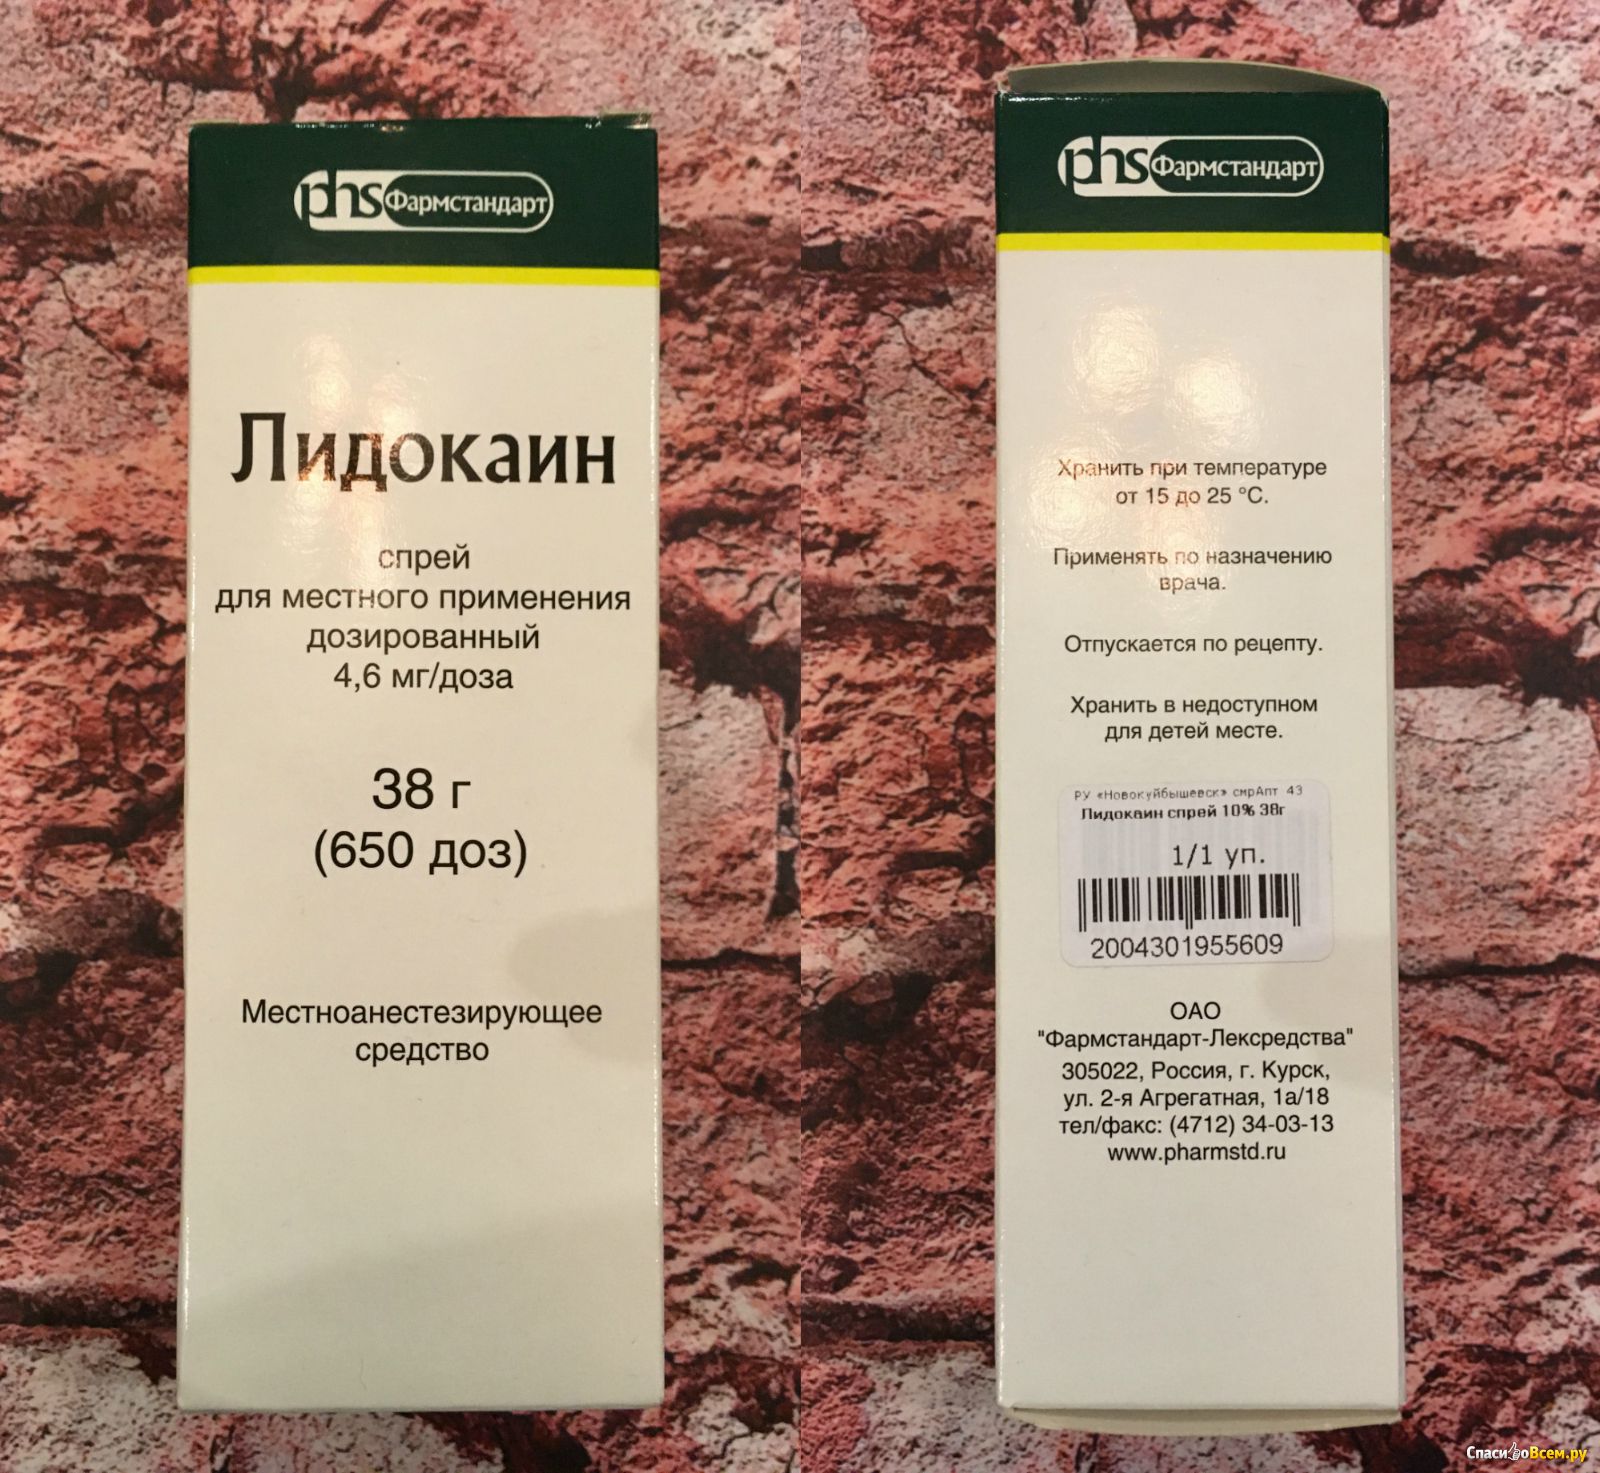 phs Фармстандарт
Лидокаин
спрей
для местного применения
дозированный
4,6 мг/доза
38 г
(650 доз)
Местноанестезирующее
средство
phs Фармстандарт
Хранить при температуре
от 15 до 25 °С.
Применять по назначению
врача.
Отпускается по рецепту.
Хранить в недоступном
для детей месте.
РУ «Новокуйбышевск» смрАпт 43
Лидокаин спрей 10% 38г
1/1 уп.
2004301955609
ОАО
"Фармстандарт-Лексредства"
305022, Россия, г. Курск,
ул. 2-я Агрегатная, 1а/18
тел/факс: (4712) 34-03-13
www.pharmstd.ru
СпасибоВсем.ру